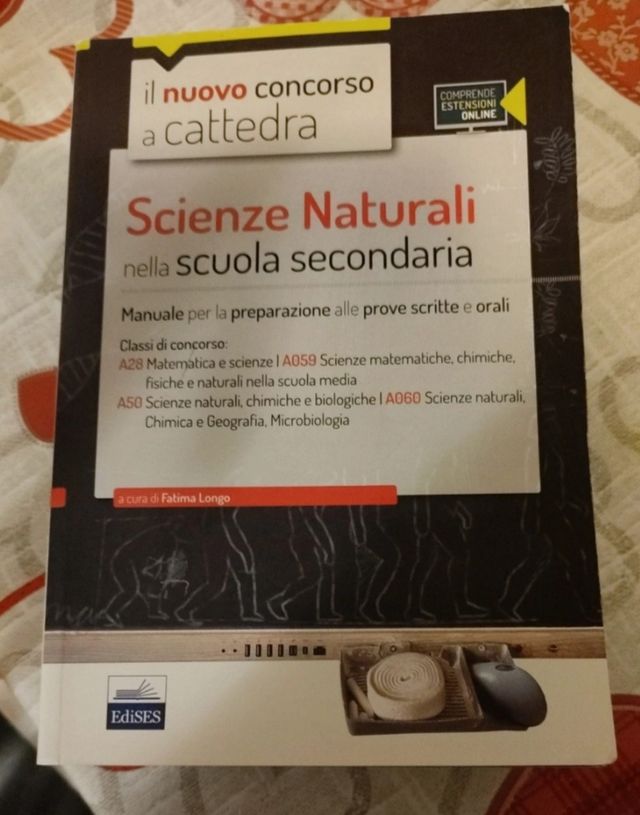 il nuovo concorso
a cattedra
COMPRENDE
ESTENSIONI
ONLINE
Scienze Naturali
nella scuola secondaria
Manuale per la preparazione alle prove scritte e orali
Classi di concorso:
A28 Matematica e scienze | A059 Scienze matematiche, chimiche,
fisiche e naturali nella scuola media
A50 Scienze naturali, chimiche e biologiche | A060 Scienze naturali,
Chimica e Geografia, Microbiologia
a cura di Fatima Longo
EdiSES